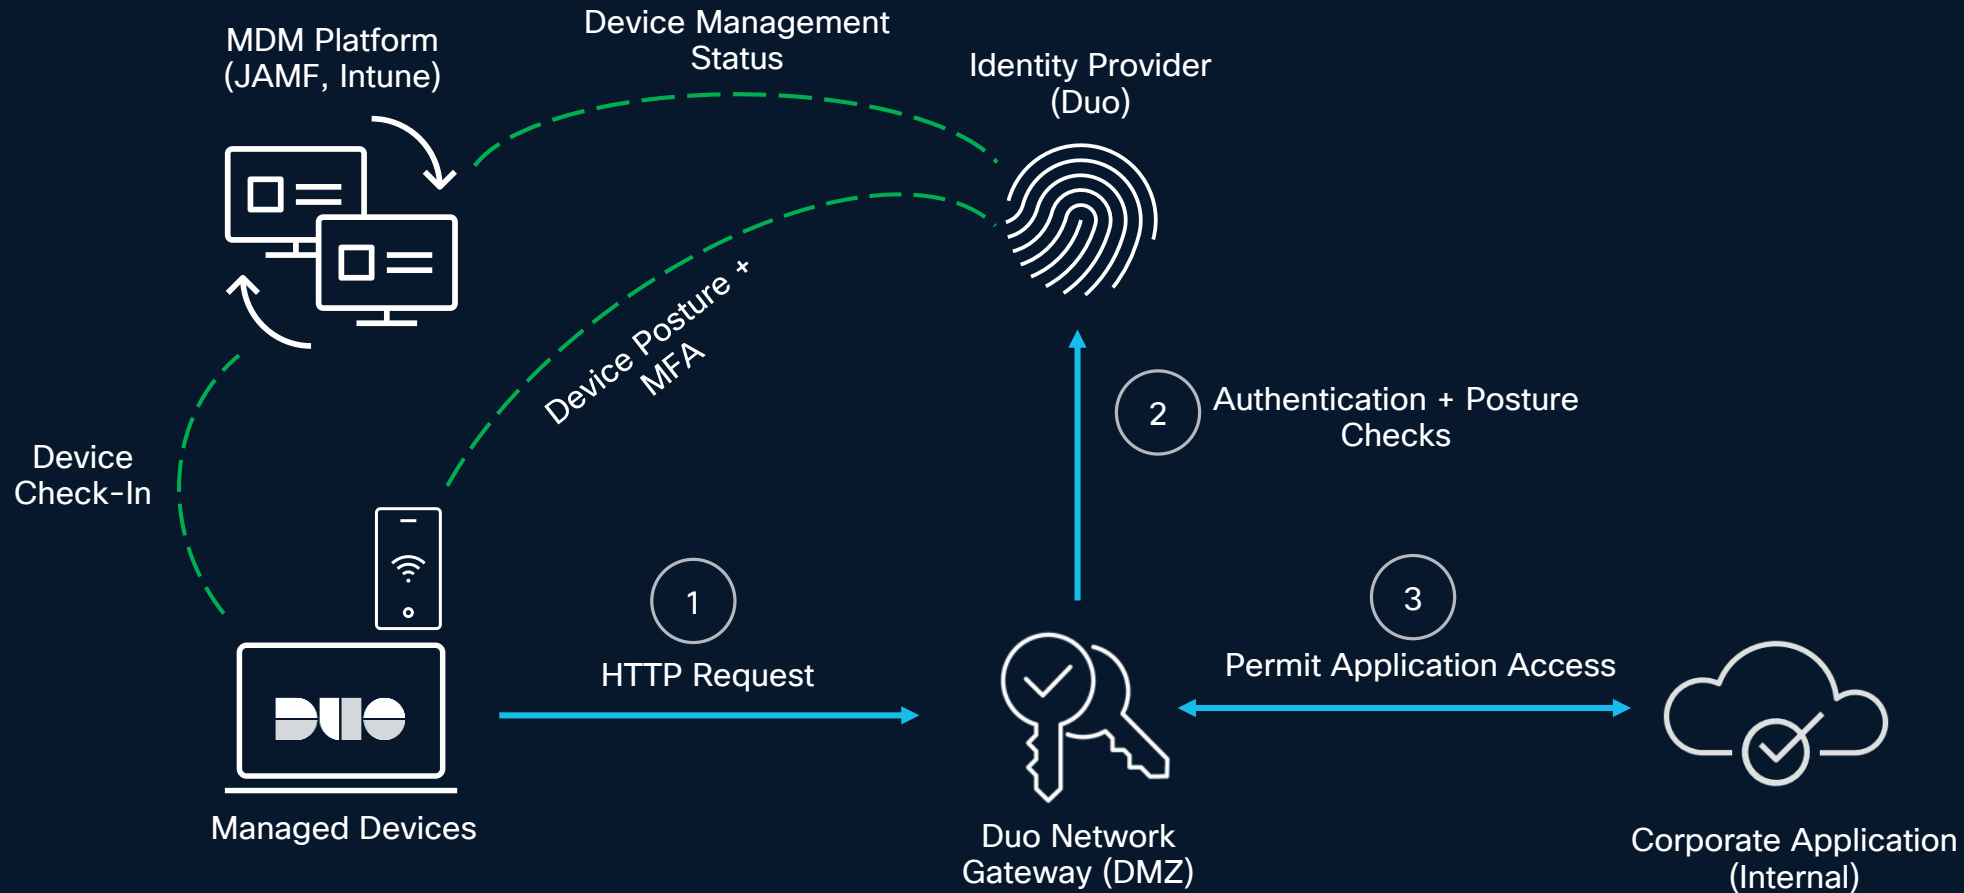 Device Management
Status
MDM Platform
(JAMF, Intune)
Identity Provider
(Duo)
Device Posture +
MFA
2
Authentication + Posture
Checks
Device
Check-In
1
HTTP Request
3
Permit Application Access
DUO
Managed Devices
Duo Network
Gateway (DMZ)
Corporate Application
(Internal)